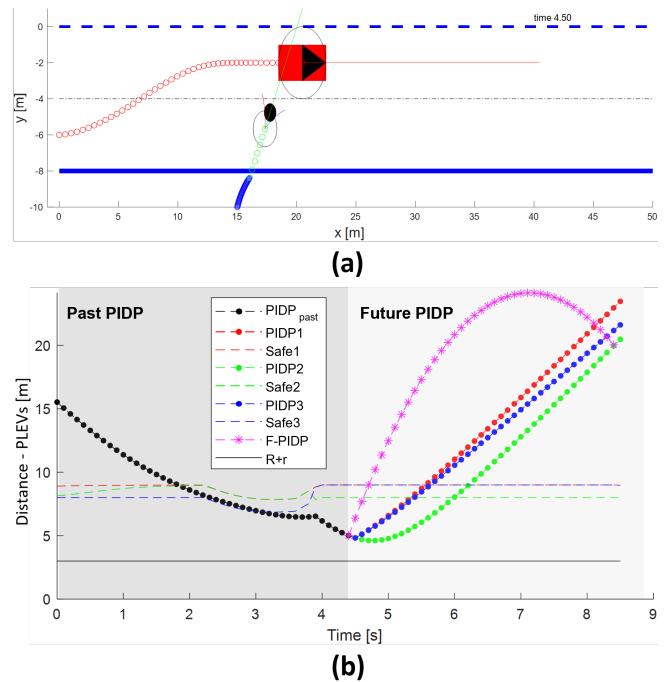 time 4.50
0
-2
-4
-6
-8
-10
y [m]
0 5 10 15 20 25 30 35 40 45 50
x [m]
(a)
Past PIDP
Future PIDP
PIDP past
PIDP1
Safe1
PIDP2
Safe2
PIDP3
Safe3
F-PIDP
R+r
20
15
10
5
0
Distance - PLEVs [m]
0 1 2 3 4 5 6 7 8 9
Time [s]
(b)